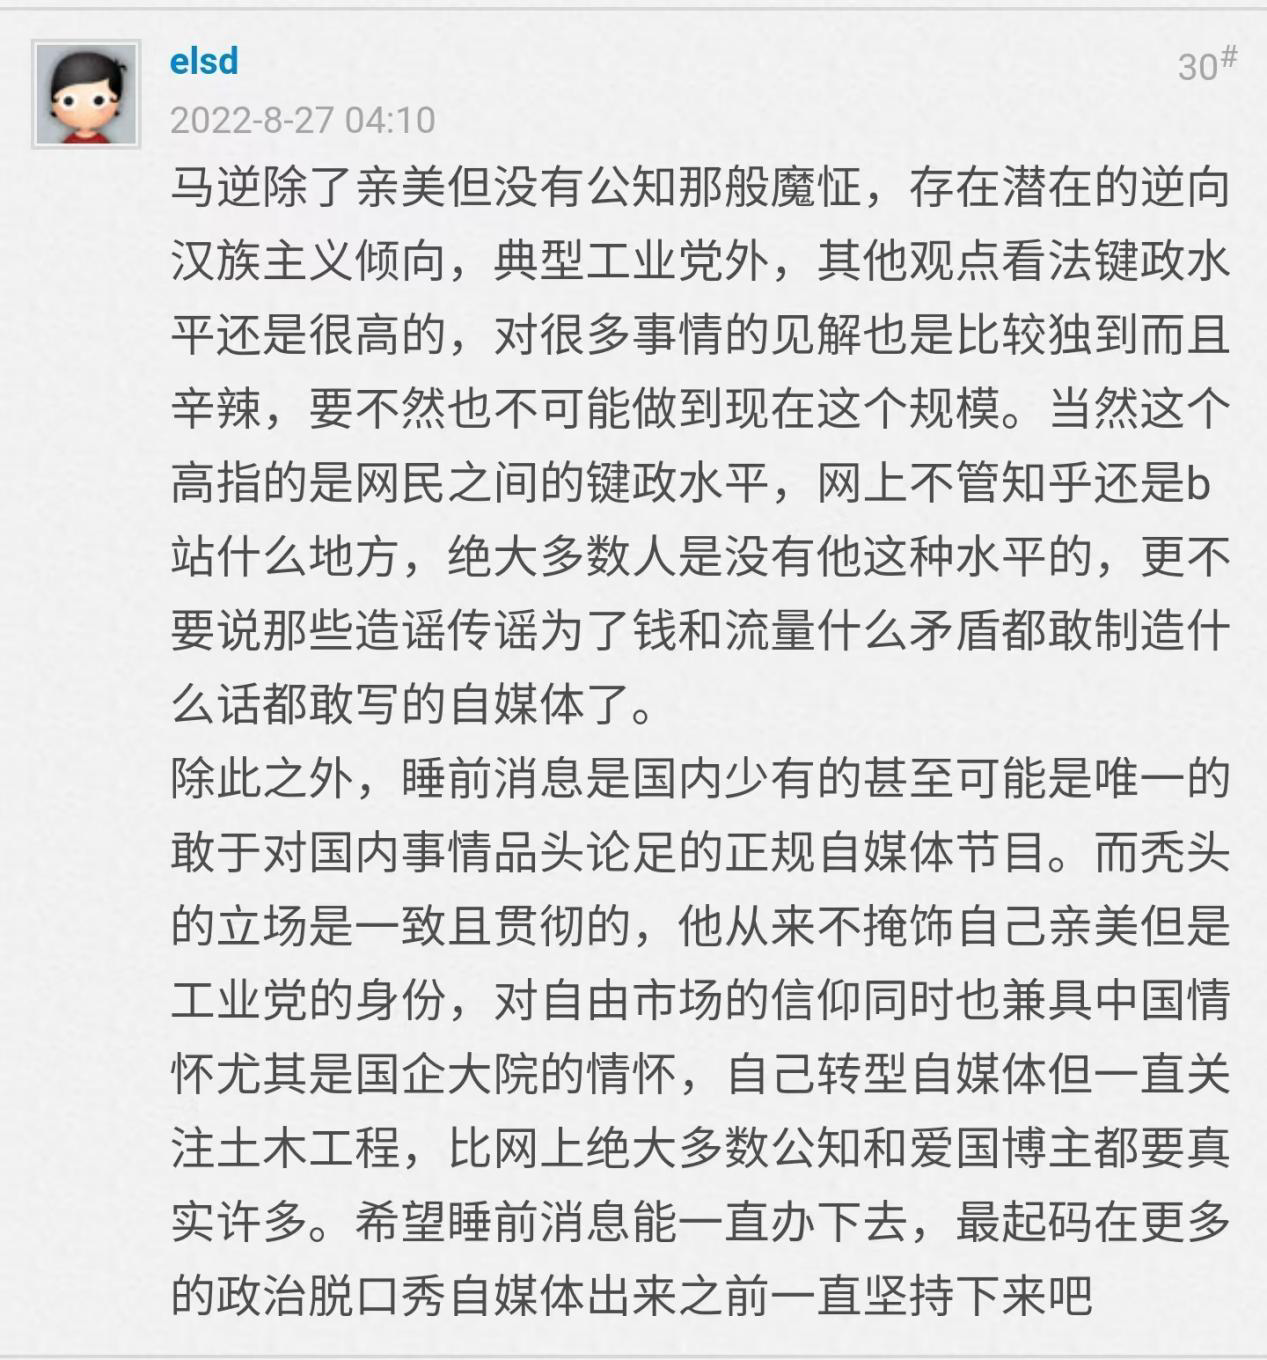 elsd
30#
2022-8-27 04:10
马逆除了亲美但没有公知那般魔怔，存在潜在的逆向
汉族主义倾向，典型工业党外，其他观点看法键政水
平还是很高的，对很多事情的见解也是比较独到而且
辛辣，要不然也不可能做到现在这个规模。当然这个
高指的是网民之间的键政水平，网上不管知乎还是b
站什么地方，绝大多数人是没有他这种水平的，更不
要说那些造谣传谣为了钱和流量什么矛盾都敢制造什
么话都敢写的自媒体了。
除此之外，睡前消息是国内少有的甚至可能是唯一的
敢于对国内事情品头论足的正规自媒体节目。而秃头
的立场是一致且贯彻的，他从来不掩饰自己亲美但是
工业党的身份，对自由市场的信仰同时也兼具中国情
怀尤其是国企大院的情怀，自己转型自媒体但一直关
注土木工程，比网上绝大多数公知和爱国博主都要真
实许多。希望睡前消息能一直办下去，最起码在更多
的政治脱口秀自媒体出来之前一直坚持下来吧